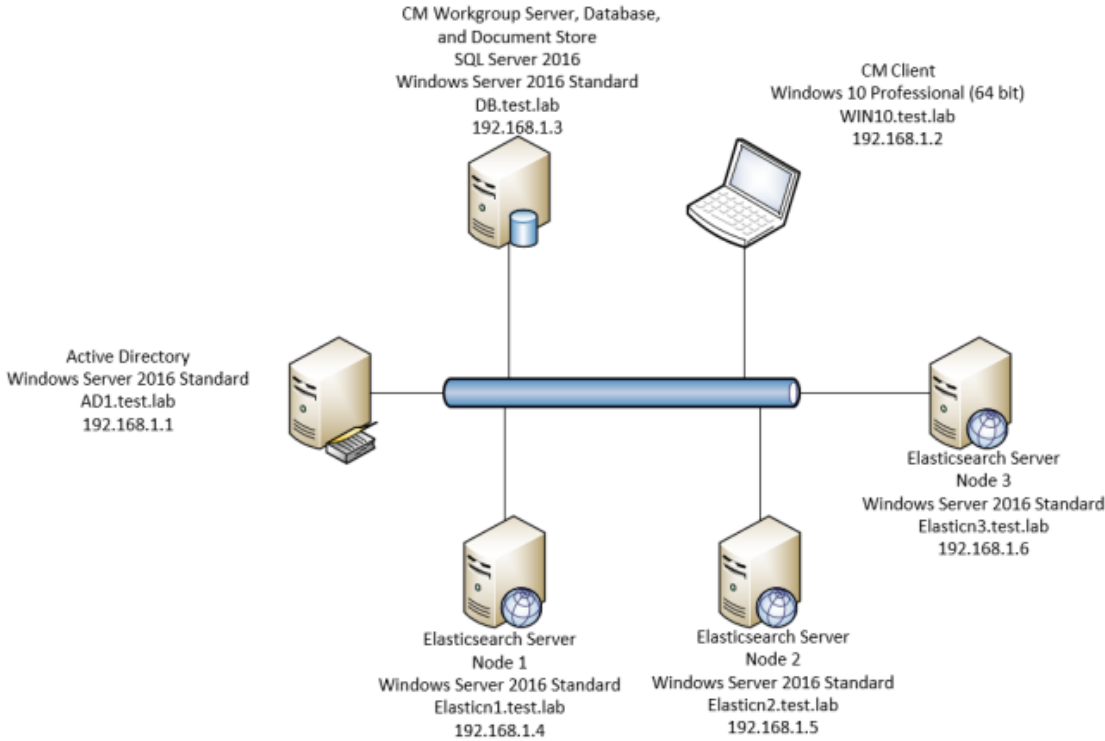 CM Workgroup Server, Database,
and Document Store
SQL Server 2016
Windows Server 2016 Standard
DB.test.lab
192.168.1.3
CM Client
Windows 10 Professional (64 bit)
WIN10.test.lab
192.168.1.2
Active Directory
Windows Server 2016 Standard
AD1.test.lab
192.168.1.1
Elasticsearch Server
Node 3
Windows Server 2016 Standard
Elasticn3.test.lab
192.168.1.6
Elasticsearch Server
Node 1
Windows Server 2016 Standard
Elasticn1.test.lab
192.168.1.4
Elasticsearch Server
Node 2
Windows Server 2016 Standard
Elasticn2.test.lab
192.168.1.5